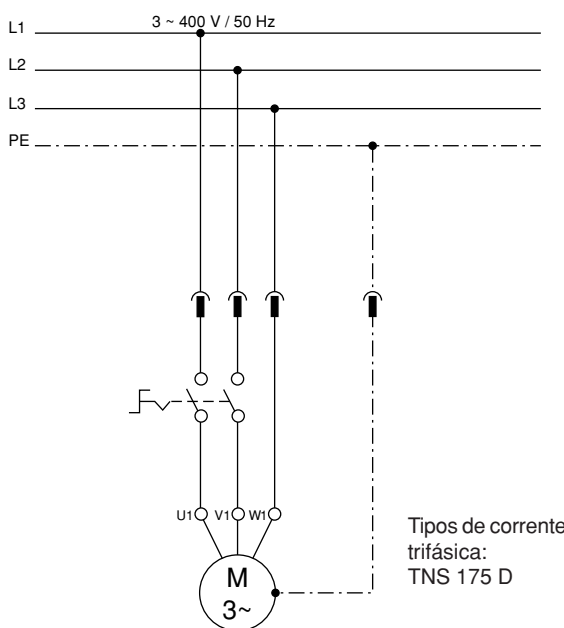 L1
3 ~ 400 V / 50 Hz
L2
L3
PE
U1
V1
W1
M
3~
Tipos de corrente
trifásica:
TNS 175 D